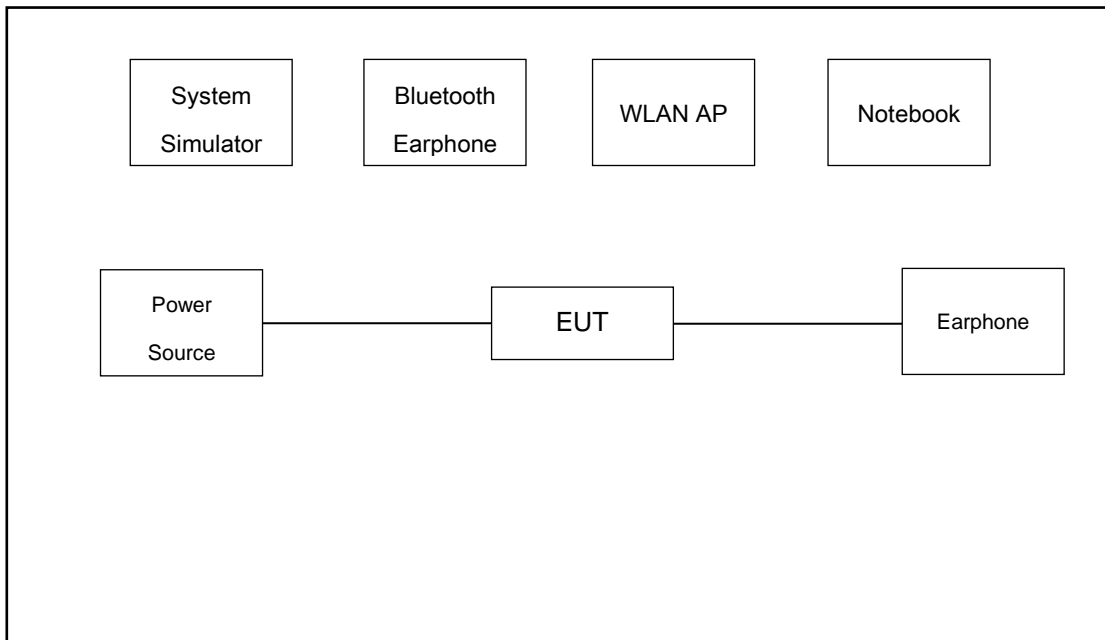 System
Simulator
Bluetooth
Earphone
WLAN AP
Notebook
Power
Source
EUT
Earphone